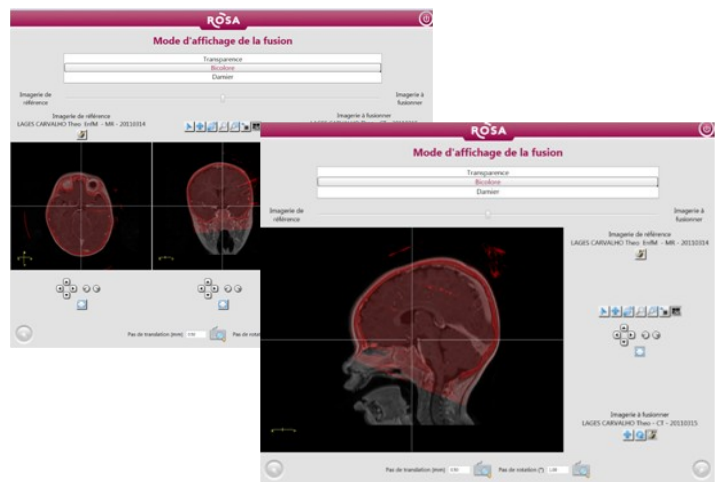 ROSA
Mode d'affichage de la fusion
Transparence
Bicolore
Damier
Imagerie de
référence
Imagerie à
fusionner
Imagerie de référence
LAGES CARVALHO Theo EnfM - MR - 20110314
Imagerie à fusionner
Pas de translation (mm)
Pas de rotation
ROSA
Mode d'affichage de la fusion
Transparence
Bicolore
Damier
Imagerie de
référence
Imagerie à
fusionner
Imagerie de référence
LAGES CARVALHO Theo EnfM - MR - 20110314
Imagerie à fusionner
LAGES CARVALHO Theo - CT - 20110315
Pas de translation (mm)
Pas de rotation (°)